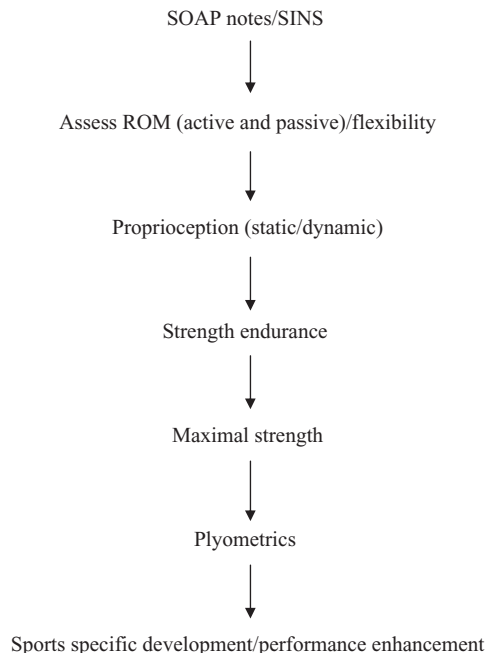 SOAP notes/SINS
Assess ROM (active and passive)/flexibility
Proprioception (static/dynamic)
Strength endurance
Maximal strength
Plyometrics
Sports specific development/performance enhancement